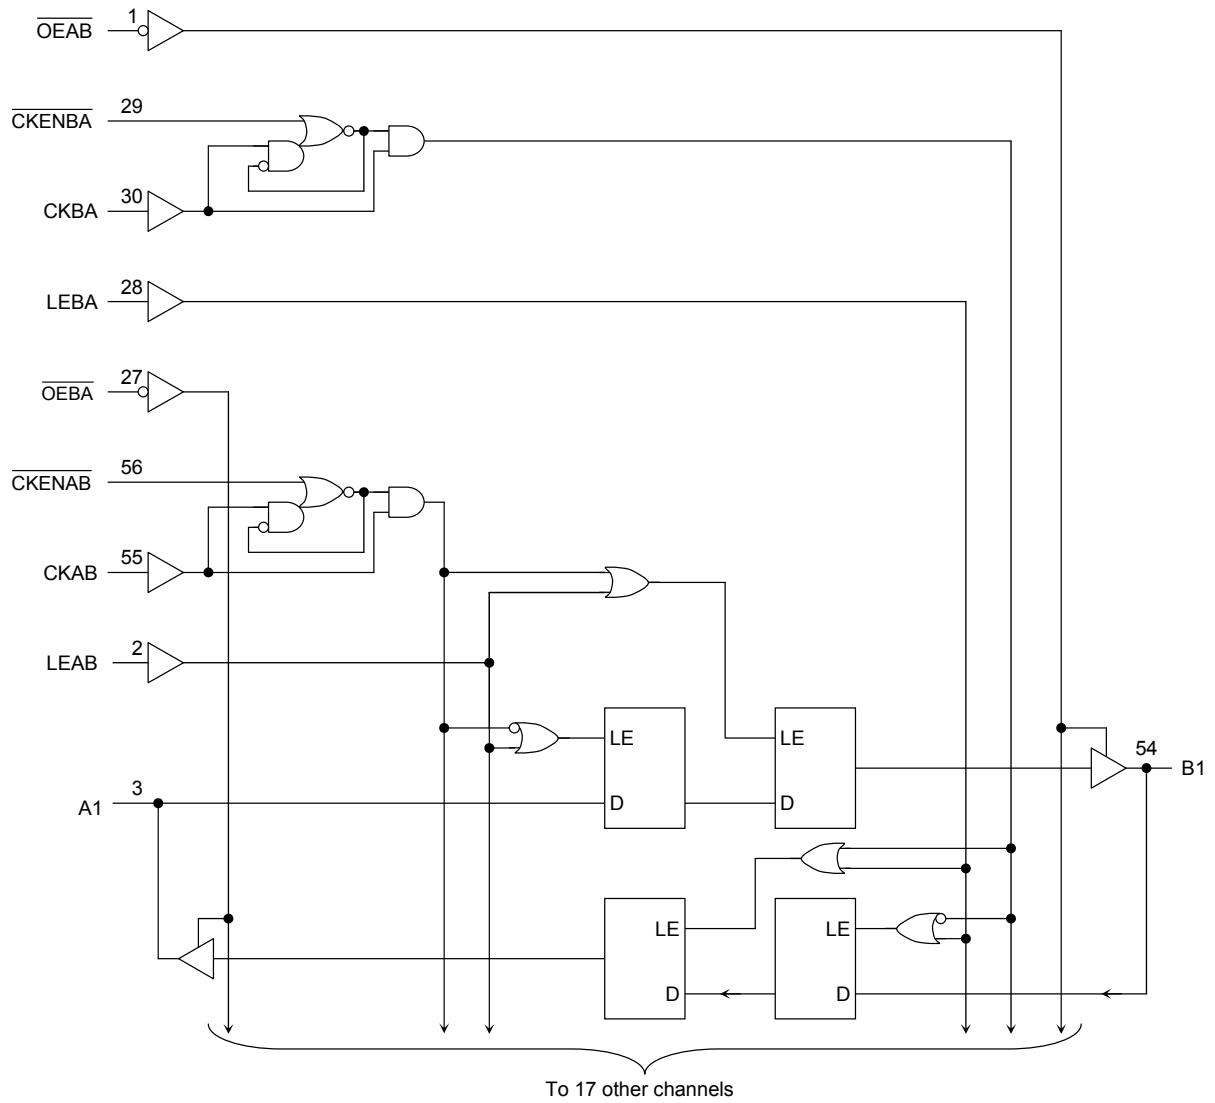 1
OEAB
29
CKENBA
30
CKBA
28
LEBA
27
OEBA
56
CKENAB
55
CKAB
2
LEAB
LE
LE
54
B1
3
A1
D
D
LE
LE
D
D
To 17 other channels